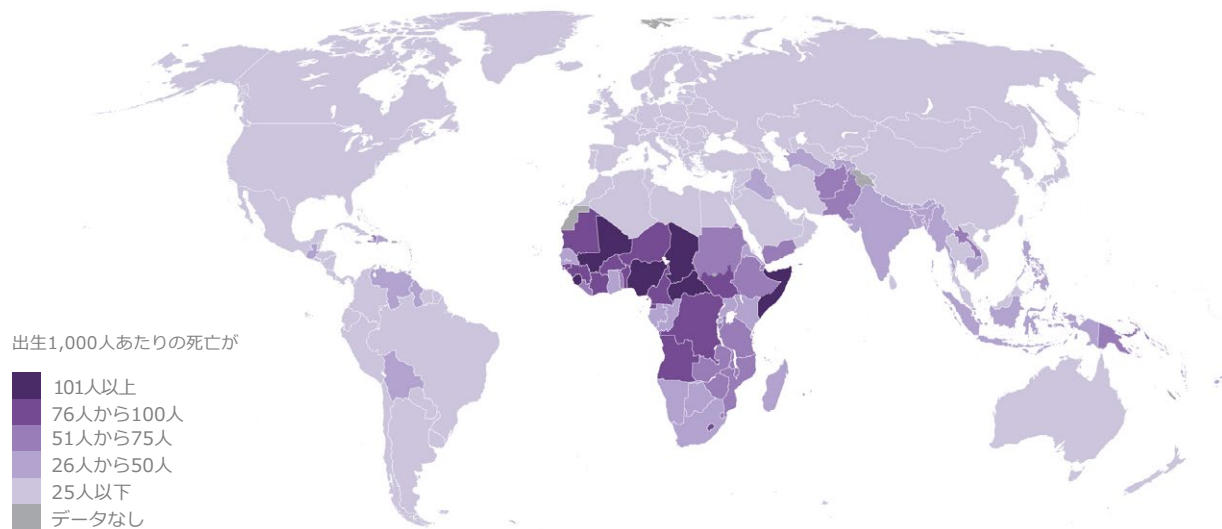 出生1,000人あたりの死亡が
101人以上
76人から100人
51人から75人
26人から50人
25人以下
データなし